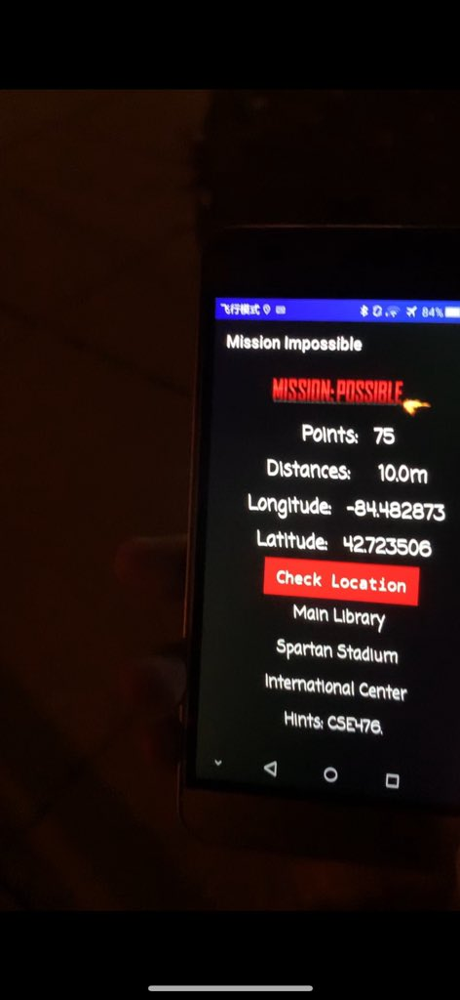 飞行模式 84%
Mission Impossible
MISSION: POSSIBLE
Points: 75
Distances: 10.0m
Longitude: -84.482873
Latitude: 42.723506
Check Location
Main Library
Spartan Stadium
International Center
Hints: CSE476.